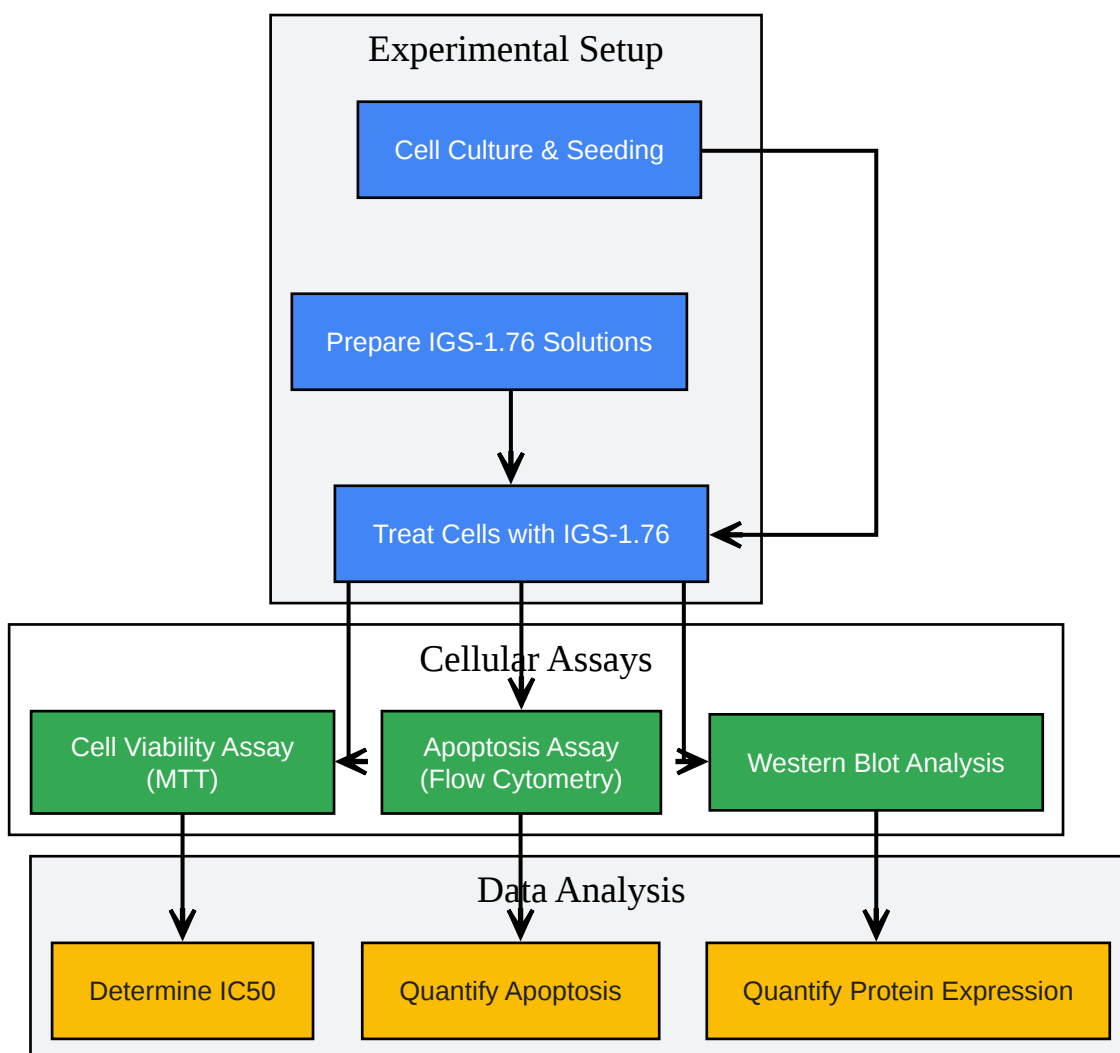 Experimental Setup
Cell Culture & Seeding
Prepare IGS-1.76 Solutions
Treat Cells with IGS-1.76
Cellular Assays
Cell Viability Assay
(MTT)
Apoptosis Assay
(Flow Cytometry)
Western Blot Analysis
Data Analysis
Determine IC50
Quantify Apoptosis
Quantify Protein Expression